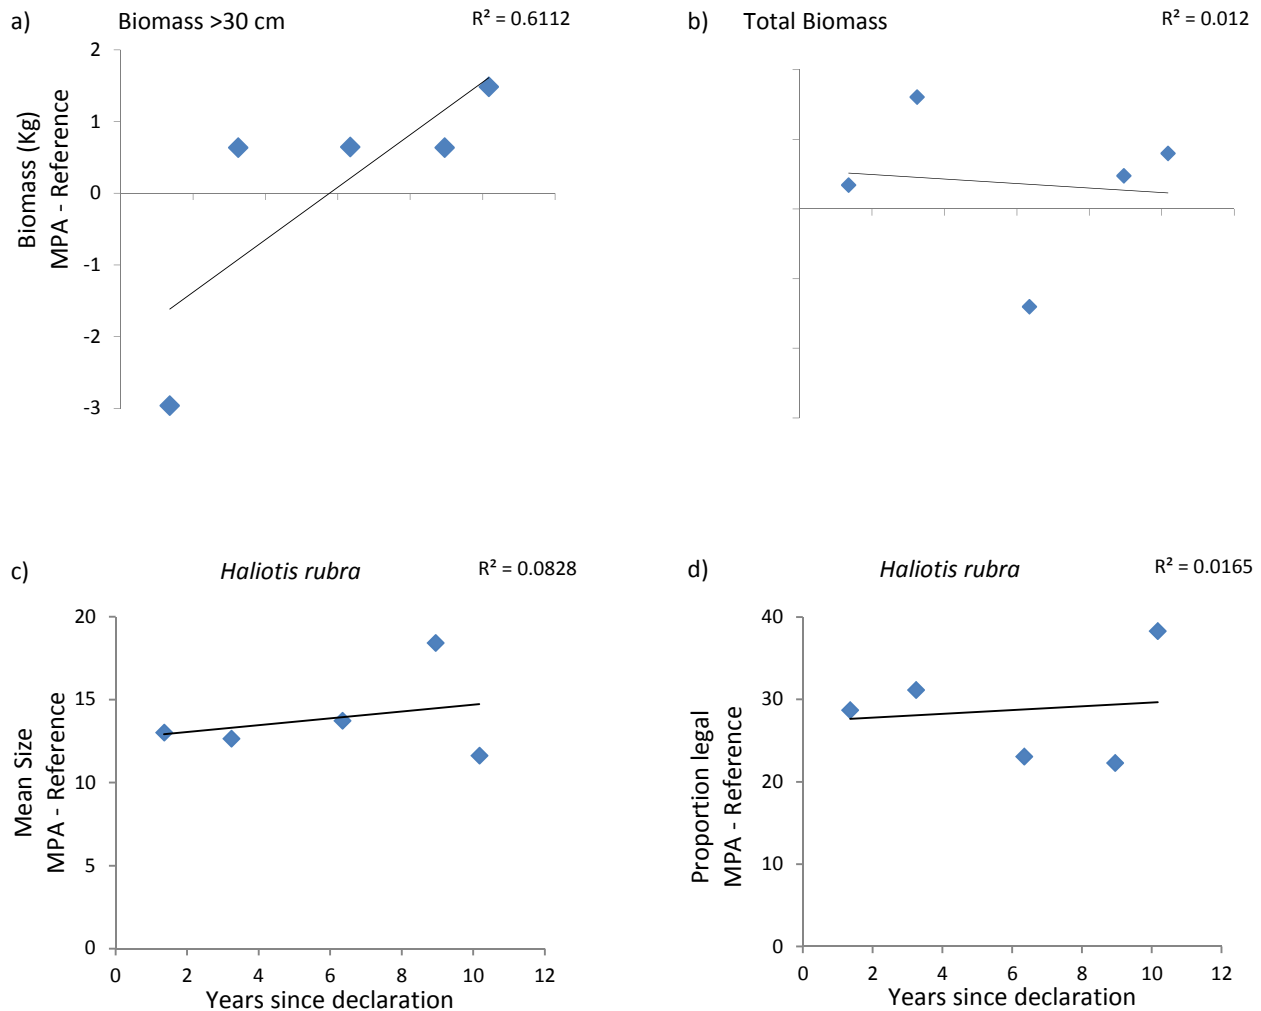 a) Biomass >30 cm R² = 0.6112
Biomass (Kg)
MPA - Reference
2
1
0
-1
-2
-3
b) Total Biomass R² = 0.012
c) Haliotis rubra R² = 0.0828
Mean Size
MPA - Reference
20
15
10
5
0
0 2 4 6 8 10 12
Years since declaration
d) Haliotis rubra R² = 0.0165
Proportion legal
MPA - Reference
40
30
20
10
0
0 2 4 6 8 10 12
Years since declaration